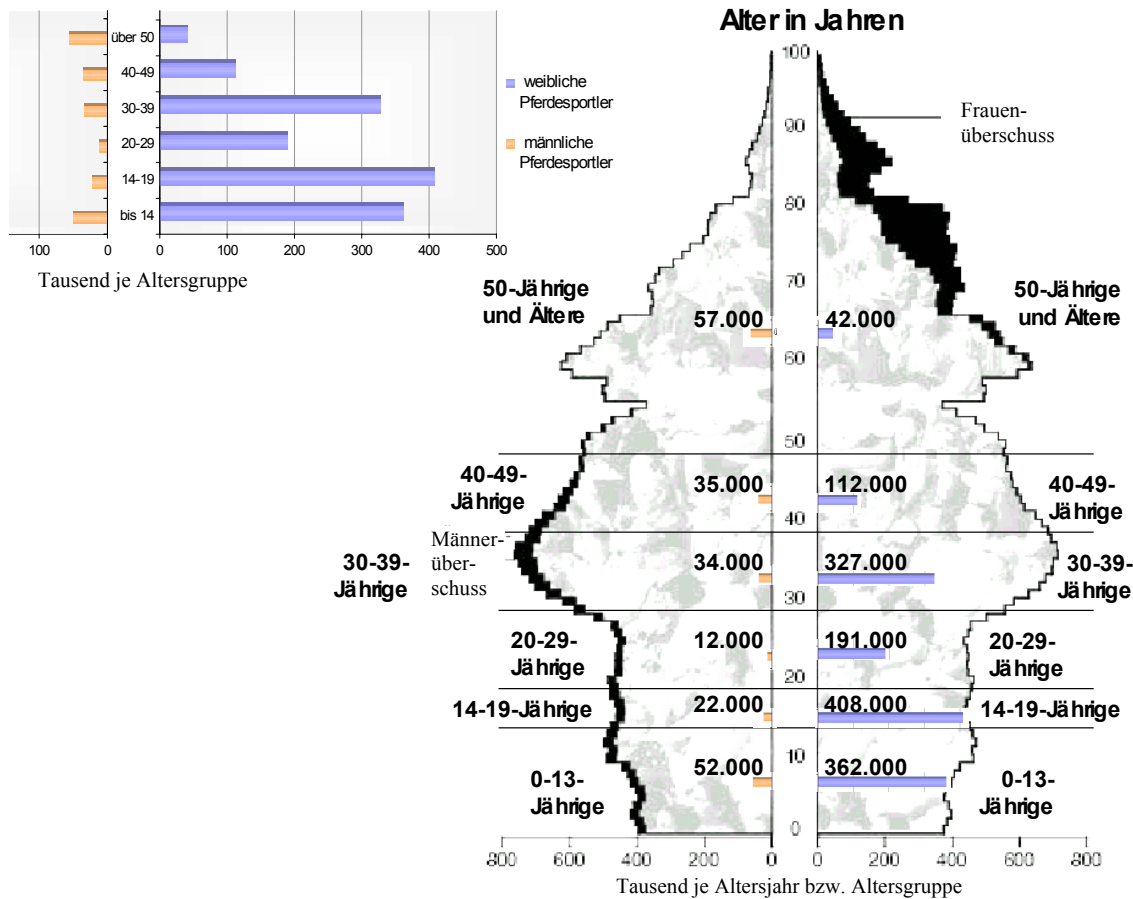 über 50
40-49
30-39
20-29
14-19
bis 14
100
0
0
100
200
300
400
500
Tausend je Altersgruppe
weibliche
Pferdesportler
männliche
Pferdesportler
Alter in Jahren
100
90
80
70
60
50
40
30
20
10
0
Frauen-
überschuss
50-Jährige
und Ältere
57.000
42.000
50-Jährige
und Ältere
40-49-
Jährige
35.000
112.000
40-49-
Jährige
Männer-
über-
schuss
30-39-
Jährige
34.000
327.000
30-39-
Jährige
20-29-
Jährige
12.000
191.000
20-29-
Jährige
14-19-Jährige
22.000
408.000
14-19-Jährige
0-13-
Jährige
52.000
362.000
0-13-
Jährige
800
600
400
200
0
0
200
400
600
800
Tausend je Altersjahr bzw. Altersgruppe